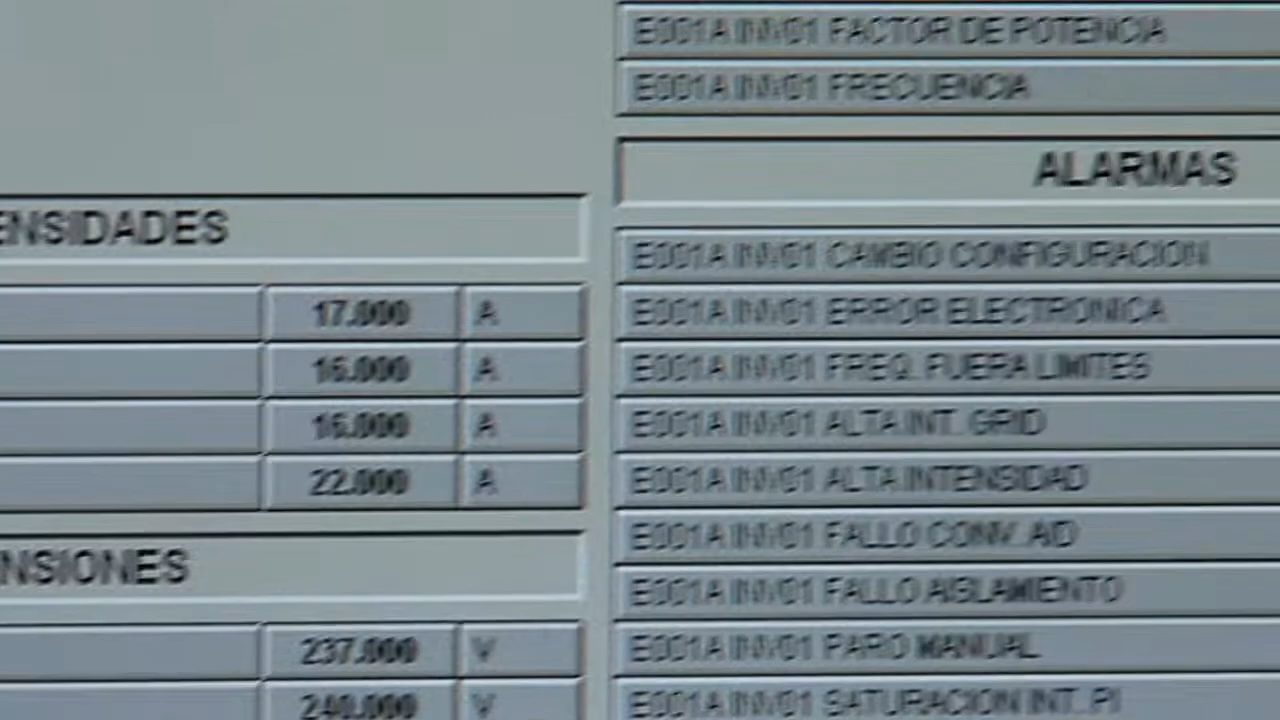 E001A INV01 FACTOR DE POTENCIA
E001A INV01 FRECUENCIA
ENSIDADES
17.000 A
16.000 A
16.000 A
22.000 A
NSIONES
237.000 V
240.000 V
ALARMAS
E001A INV01 CAMBIO CONFIGURACION
E001A INV01 ERROR ELECTRONICA
E001A INV01 FREQ. FUERA LIMITES
E001A INV01 ALTA INT. GRID
E001A INV01 ALTA INTENSIDAD
E001A INV01 FALLO CONV. A/D
E001A INV01 FALLO AISLAMIENTO
E001A INV01 PARO MANUAL
E001A INV01 SATURACION INT. PI